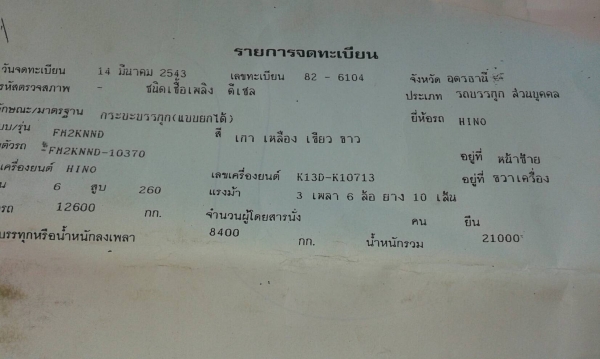 รายการจดทะเบียน
วันจดทะเบียน 14 มีนาคม 2543 เลขทะเบียน 82 - 6104 จังหวัด อุดรธานี
รหัสตรวจสภาพ - ชนิดเชื้อเพลิง ดีเซล ประเภท รถบรรทุก ส่วนบุคคล
ลักษณะ/มาตรฐาน กระบะบรรทุก(แบบยกได้) ยี่ห้อรถ HINO
แบบ/รุ่น FM2KNND สี เทา เหลือง เขียว ขาว
ตัวรถ FM2KNND-10370 อยู่ที่ หน้าซ้าย
เครื่องยนต์ HINO เลขเครื่องยนต์ K13D-K10713 อยู่ที่ ขวาเครื่อง
6 สูบ 260 แรงม้า 3 เพลา 6 ล้อ ยาง 10 เส้น
12600 กก. จำนวนผู้โดยสารนั่ง คน ยืน
บรรทุกหรือน้ำหนักลงเพลา 8400 กก. น้ำหนักรวม 21000